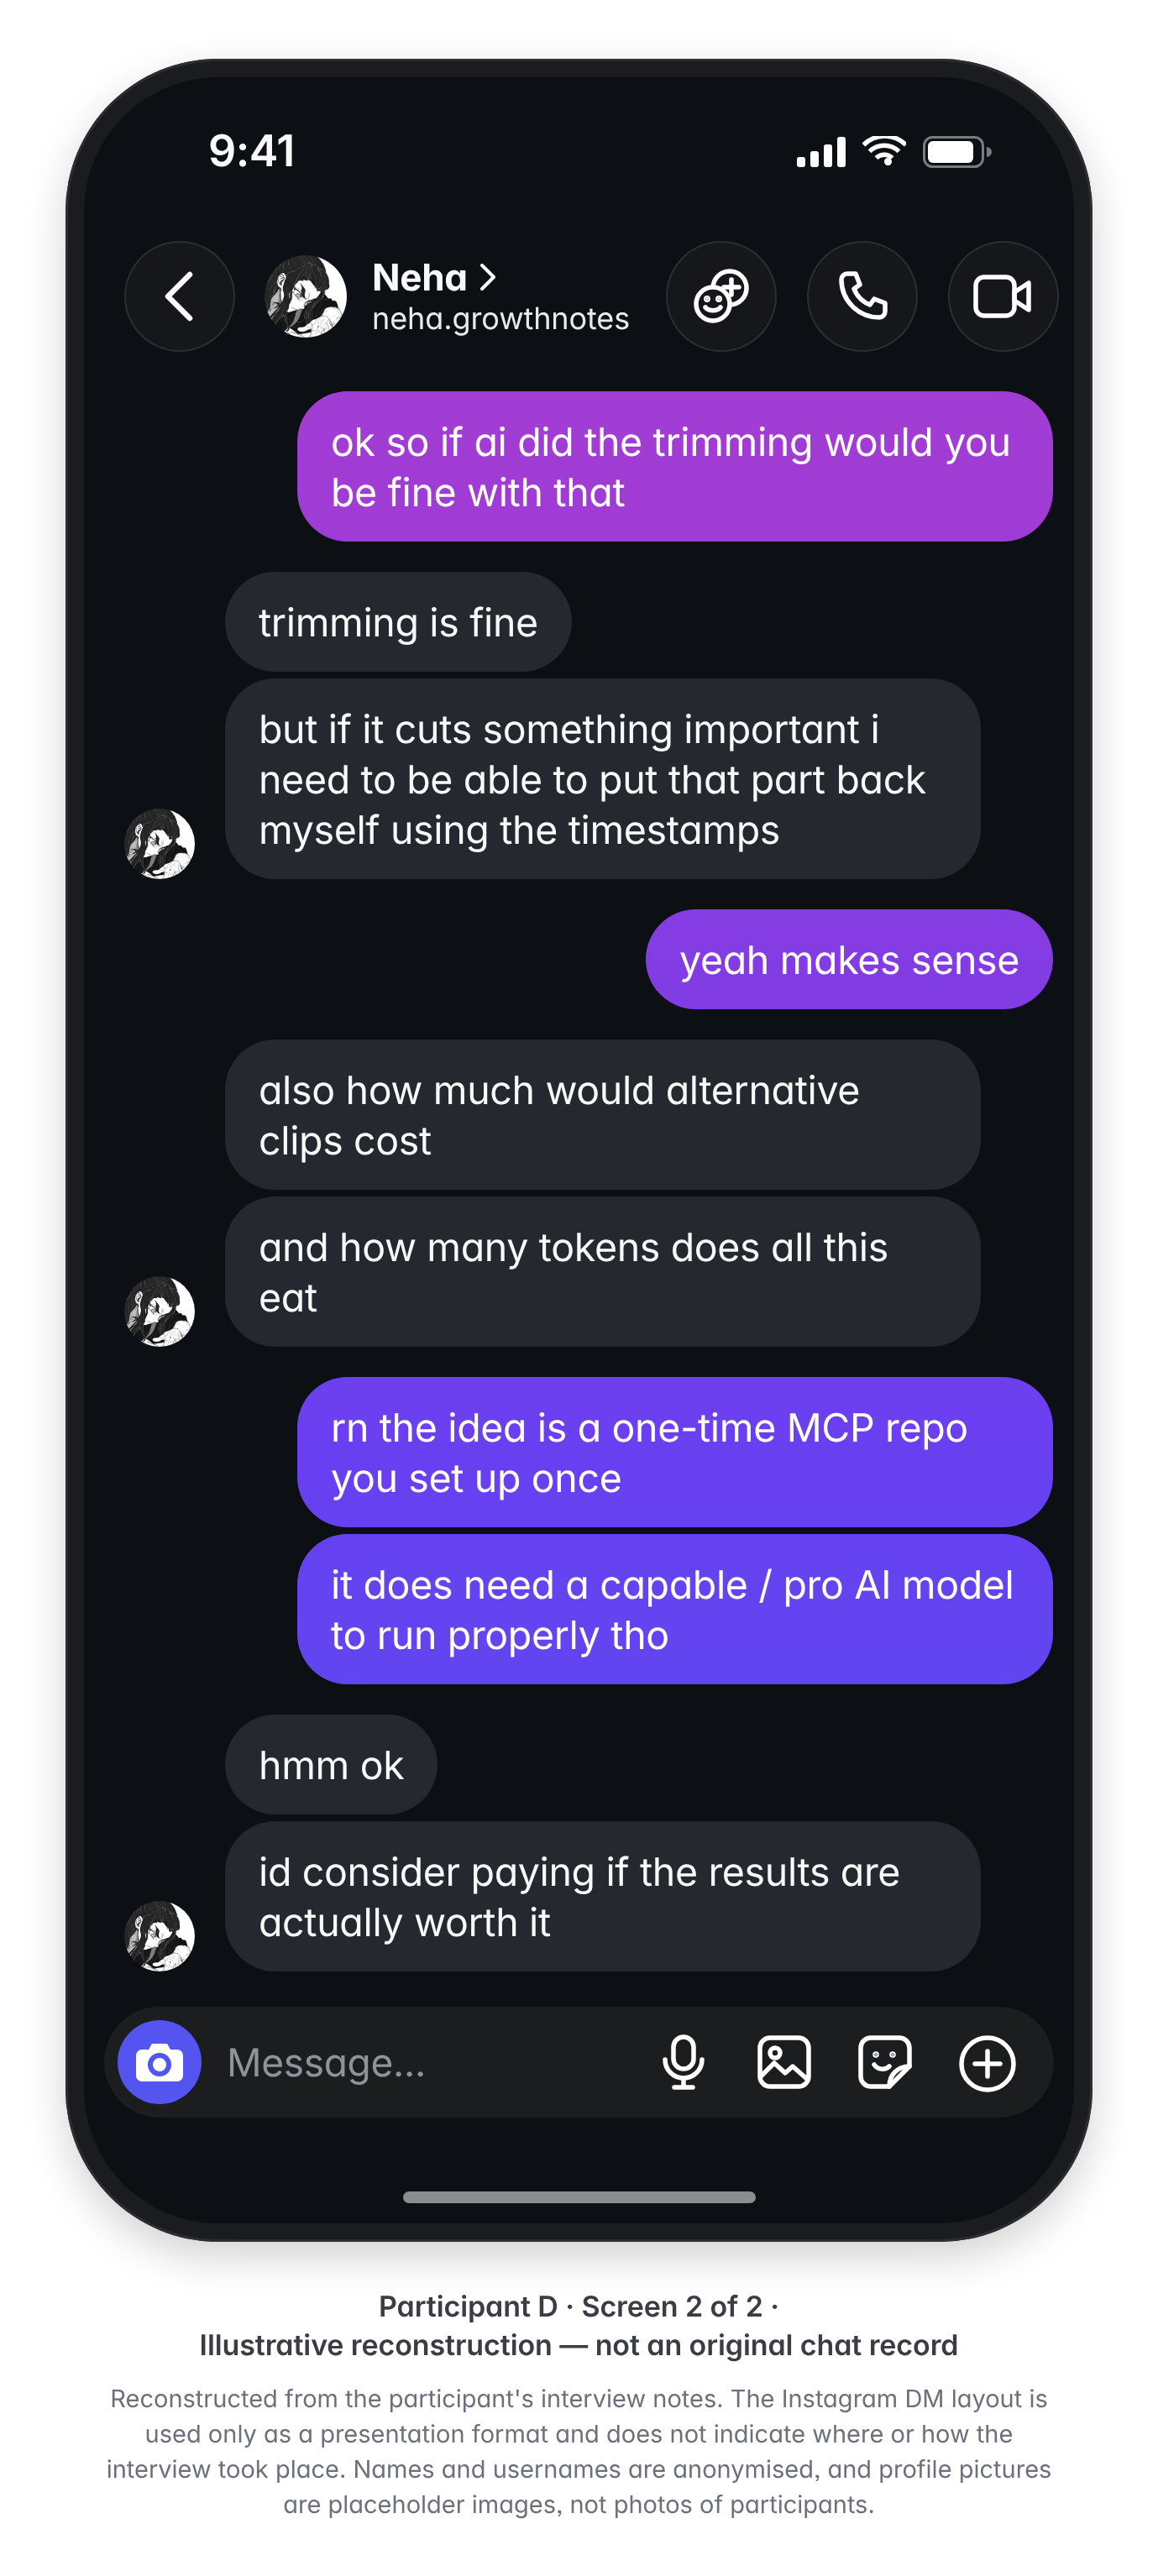 9:41
Neha
neha.growthnotes
ok so if ai did the trimming would you
be fine with that
trimming is fine
but if it cuts something important i
need to be able to put that part back
myself using the timestamps
yeah makes sense
also how much would alternative
clips cost
and how many tokens does all this
eat
rn the idea is a one-time MCP repo
you set up once
it does need a capable / pro AI model
to run properly tho
hmm ok
id consider paying if the results are
actually worth it
Message...
Participant D · Screen 2 of 2 ·
Illustrative reconstruction — not an original chat record
Reconstructed from the participant's interview notes. The Instagram DM layout is
used only as a presentation format and does not indicate where or how the
interview took place. Names and usernames are anonymised, and profile pictures
are placeholder images, not photos of participants.